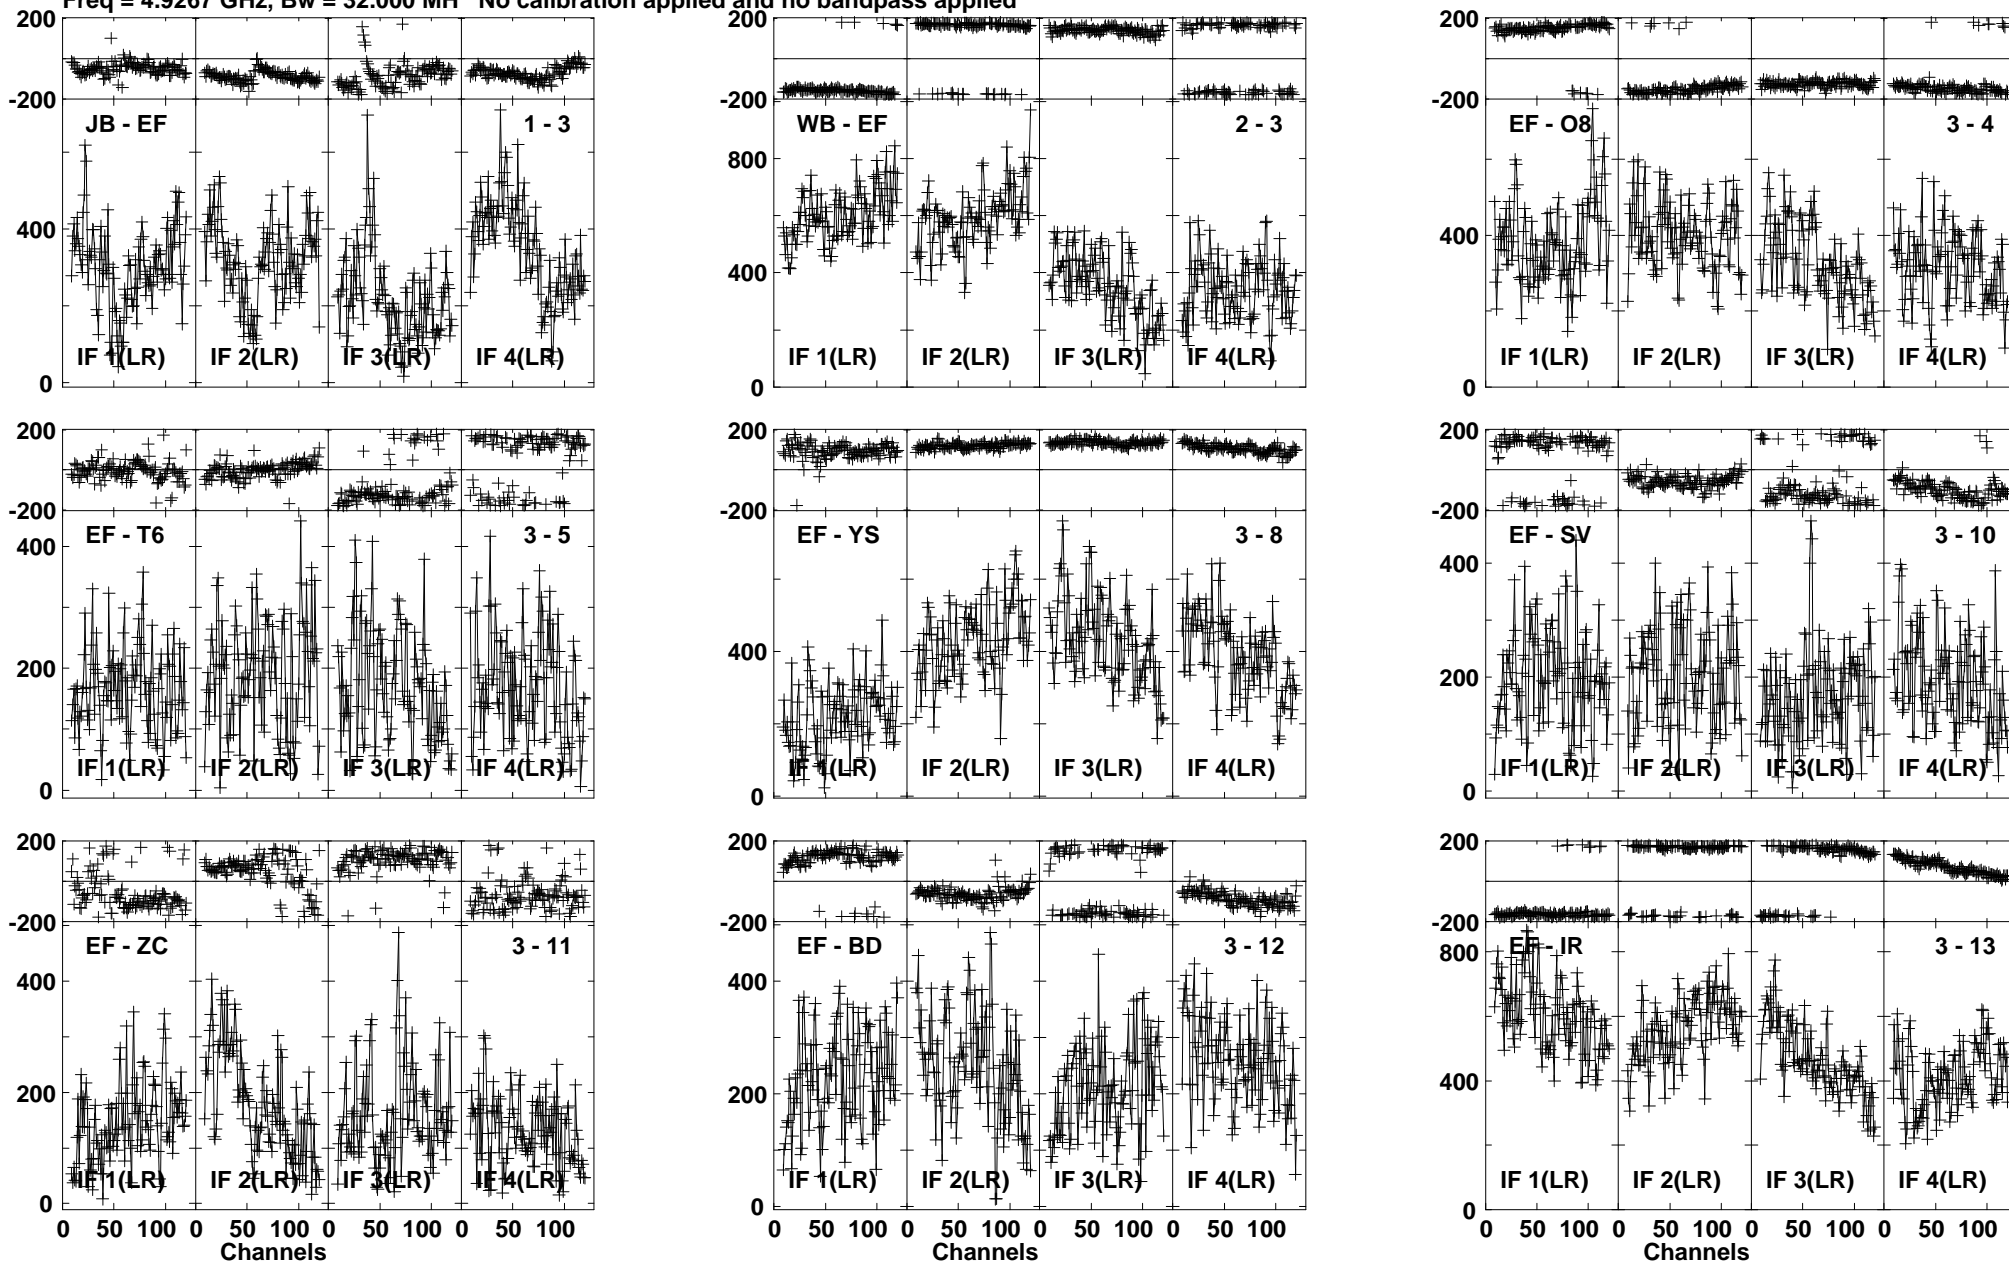 Freq = 4.9267 GHz, Bw = 32.000 MH No calibration applied and no bandpass applied
200
-200
JB - EF 1 - 3
400
0
IF 1(LR) IF 2(LR) IF 3(LR) IF 4(LR)
-200
200
WB - EF 2 - 3
800
400
0
IF 1(LR) IF 2(LR) IF 3(LR) IF 4(LR)
200
-200
EF - O8 3 - 4
400
0
IF 1(LR) IF 2(LR) IF 3(LR) IF 4(LR)
200
-200
EF - T6 3 - 5
400
200
0
IF 1(LR) IF 2(LR) IF 3(LR) IF 4(LR)
200
-200
EF - YS 3 - 8
400
0
IF 1(LR) IF 2(LR) IF 3(LR) IF 4(LR)
200
-200
EF - SV 3 - 10
400
200
0
IF 1(LR) IF 2(LR) IF 3(LR) IF 4(LR)
200
-200
EF - ZC 3 - 11
400
200
0
IF 1(LR) IF 2(LR) IF 3(LR) IF 4(LR)
0 50 100 0 50 100 0 50 100 0 50 100
Channels
200
-200
EF - BD 3 - 12
400
200
0
IF 1(LR) IF 2(LR) IF 3(LR) IF 4(LR)
0 50 100 0 50 100 0 50 100 0 50 100
Channels
200
-200
EF - IR 3 - 13
800
400
0
IF 1(LR) IF 2(LR) IF 3(LR) IF 4(LR)
0 50 100 0 50 100 0 50 100 0 50 100
Channels